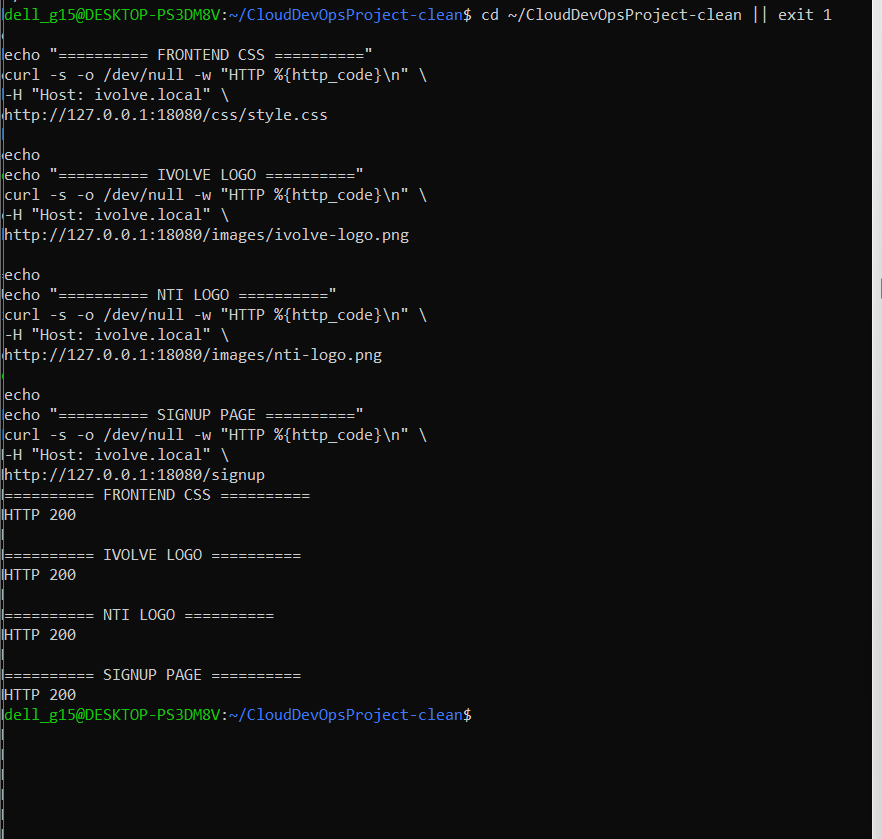 dell_g15@DESKTOP-PS3DM8V:~/CloudDevOpsProject-clean$ cd ~/CloudDevOpsProject-clean || exit 1
echo "========== FRONTEND CSS =========="
curl -s -o /dev/null -w "HTTP %{http_code}\n" \
-H "Host: ivolve.local" \
http://127.0.0.1:18080/css/style.css
echo
echo "========== IVOLVE LOGO =========="
curl -s -o /dev/null -w "HTTP %{http_code}\n" \
-H "Host: ivolve.local" \
http://127.0.0.1:18080/images/ivolve-logo.png
echo
echo "========== NTI LOGO =========="
curl -s -o /dev/null -w "HTTP %{http_code}\n" \
-H "Host: ivolve.local" \
http://127.0.0.1:18080/images/nti-logo.png
echo
echo "========== SIGNUP PAGE =========="
curl -s -o /dev/null -w "HTTP %{http_code}\n" \
-H "Host: ivolve.local" \
http://127.0.0.1:18080/signup
========== FRONTEND CSS ==========
HTTP 200
========== IVOLVE LOGO ==========
HTTP 200
========== NTI LOGO ==========
HTTP 200
========== SIGNUP PAGE ==========
HTTP 200
dell_g15@DESKTOP-PS3DM8V:~/CloudDevOpsProject-clean$